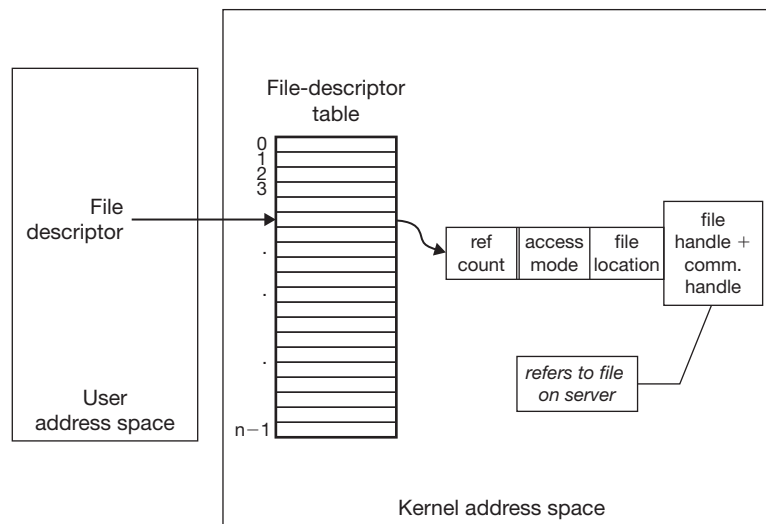 File-descriptor
table
0
1
2
3
.
.
.
n−1
File
descriptor
ref
count
access
mode
file
location
file
handle +
comm.
handle
refers to file
on server
User
address space
Kernel address space